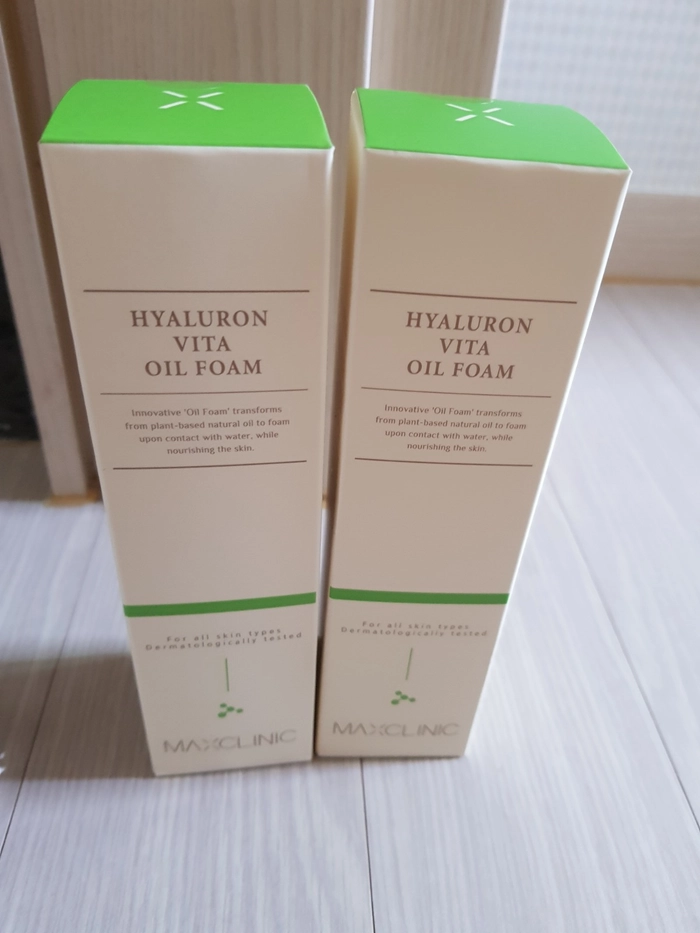 HYALURON
VITA
OIL FOAM
Innovative 'Oil Foam' transforms
from plant-based natural oil to foam
upon contact with water, while
nourishing the skin.
For all skin types
Dermatologically tested
MAXCLINIC
HYALURON
VITA
OIL FOAM
Innovative 'Oil Foam' transforms
from plant-based natural oil to foam
upon contact with water, while
nourishing the skin.
For all skin types
Dermatologically tested
MAXCLINIC